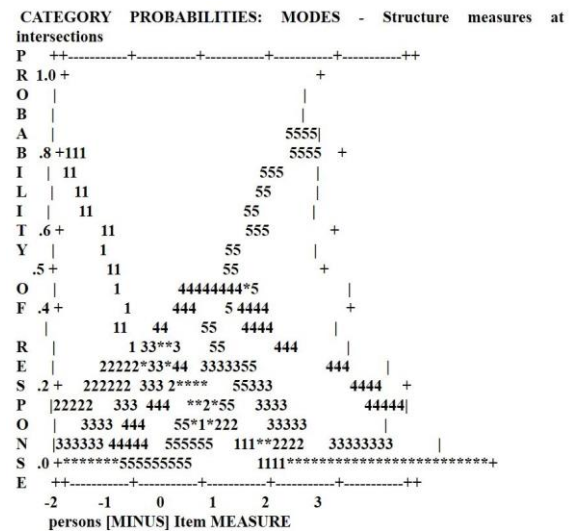 CATEGORY PROBABILITIES: MODES - Structure measures at
intersections
P ++-----------+-----------+-----------+-----------+-----------++
R 1.0 + +
O | |
B | |
A | 5555|
B .8 +111 5555 +
I | 11 555 |
L | 11 55 |
I | 11 55 |
T .6 + 11 555 +
Y | 1 55 |
.5 + 11 55 +
O | 1 44444444*5 |
F .4 + 1 444 5 4444 +
| 11 44 55 4444 |
R | 1 33**3 55 444 |
E | 22222*33*44 3333355 444 |
S .2 + 222222 333 2**** 55333 4444 +
P |22222 333 444 **2*55 3333 44444|
O | 3333 444 55*1*222 33333 |
N |333333 44444 555555 111**2222 33333333 |
S .0 +*******555555555 1111*************************+
E ++-----------+-----------+-----------+-----------+-----------++
-2 -1 0 1 2 3
persons [MINUS] Item MEASURE